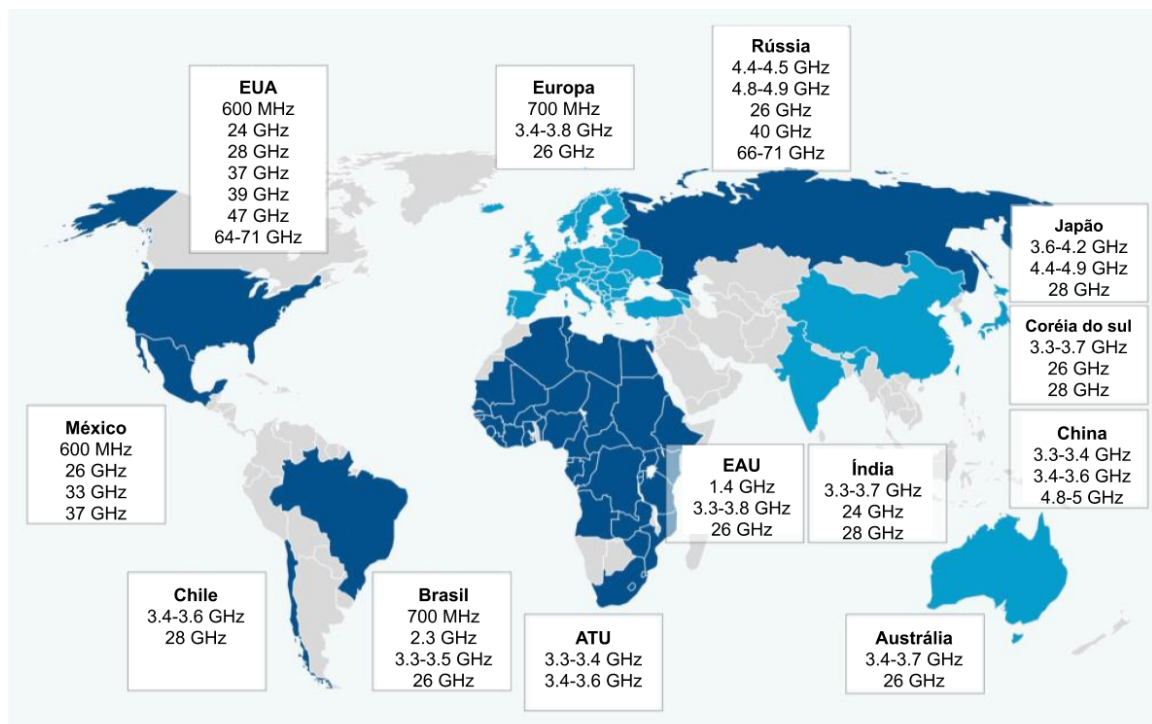 EUA
600 MHz
24 GHz
28 GHz
37 GHz
39 GHz
47 GHz
64-71 GHz
Europa
700 MHz
3.4-3.8 GHz
26 GHz
Rússia
4.4-4.5 GHz
4.8-4.9 GHz
26 GHz
40 GHz
66-71 GHz
Japão
3.6-4.2 GHz
4.4-4.9 GHz
28 GHz
Coréia do sul
3.3-3.7 GHz
26 GHz
28 GHz
China
3.3-3.4 GHz
3.4-3.6 GHz
4.8-5 GHz
México
600 MHz
26 GHz
33 GHz
37 GHz
EAU
1.4 GHz
3.3-3.8 GHz
26 GHz
Índia
3.3-3.7 GHz
24 GHz
28 GHz
Chile
3.4-3.6 GHz
28 GHz
Brasil
700 MHz
2.3 GHz
3.3-3.5 GHz
26 GHz
ATU
3.3-3.4 GHz
3.4-3.6 GHz
Austrália
3.4-3.7 GHz
26 GHz